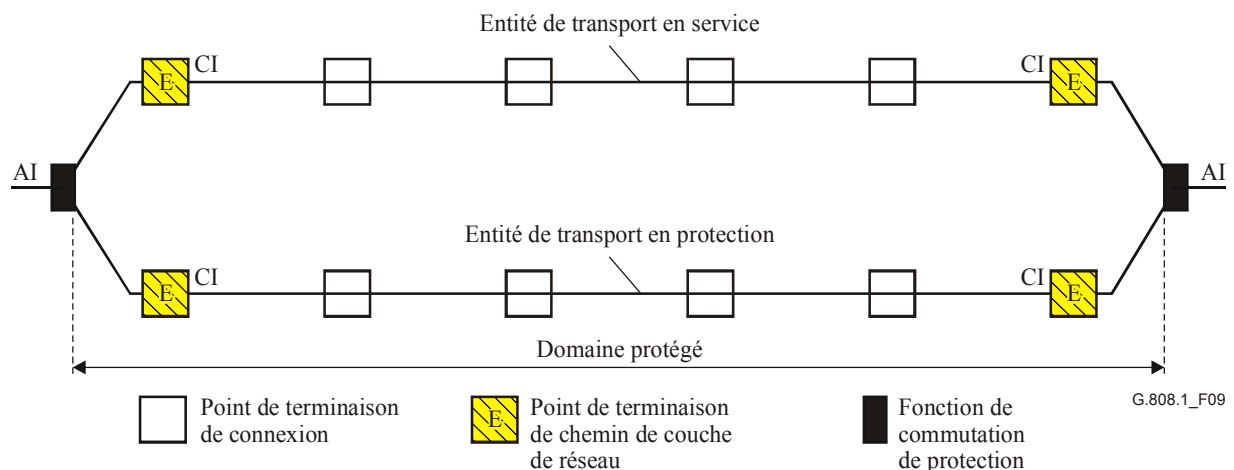 Entité de transport en service
E CI CI E
AI AI
Entité de transport en protection
E CI CI E
Domaine protégé
Point de terminaison
de connexion
E
Point de terminaison
de chemin de couche
de réseau
Fonction de
commutation
de protection
G.808.1_F09